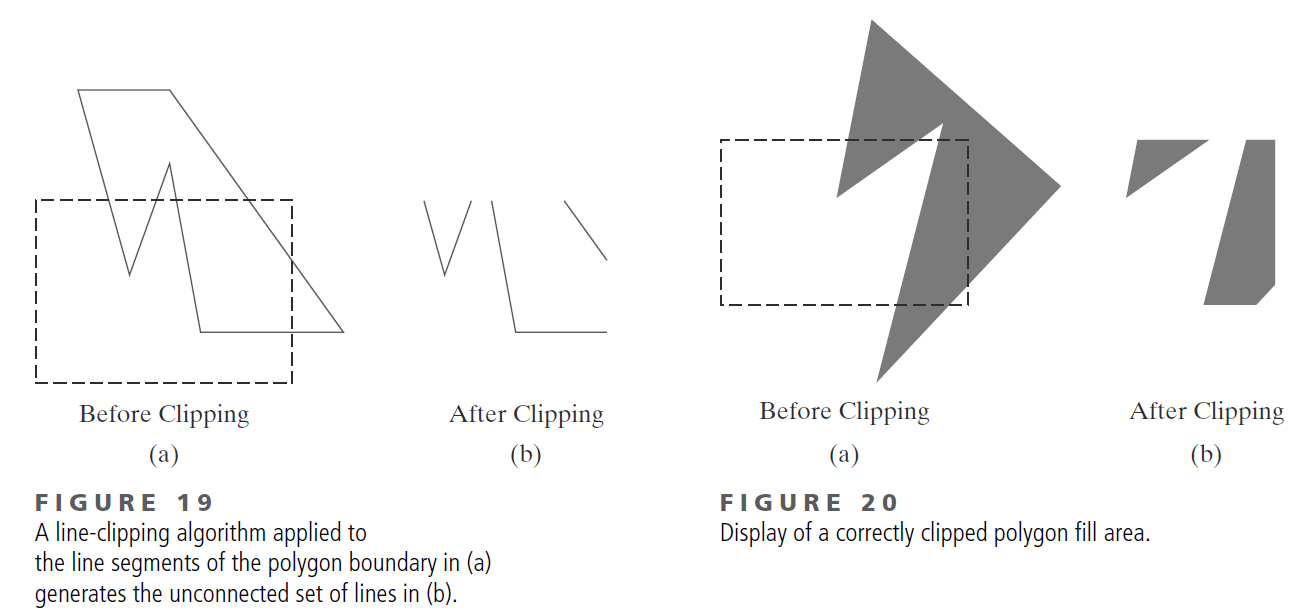 Before Clipping
(a)
After Clipping
(b)
FIGURE 19
A line-clipping algorithm applied to
the line segments of the polygon boundary in (a)
generates the unconnected set of lines in (b).
Before Clipping
(a)
After Clipping
(b)
FIGURE 20
Display of a correctly clipped polygon fill area.